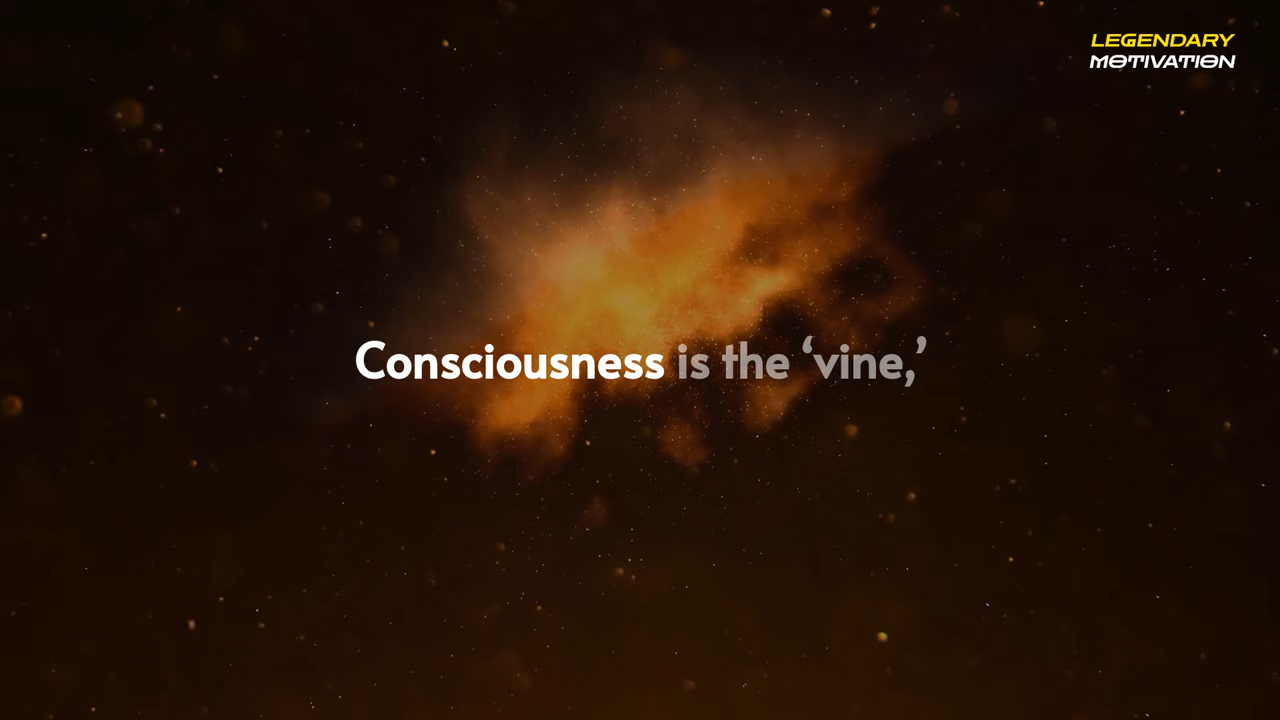 LEGENDARY
MOTIVATION
Consciousness is the ‘vine,’